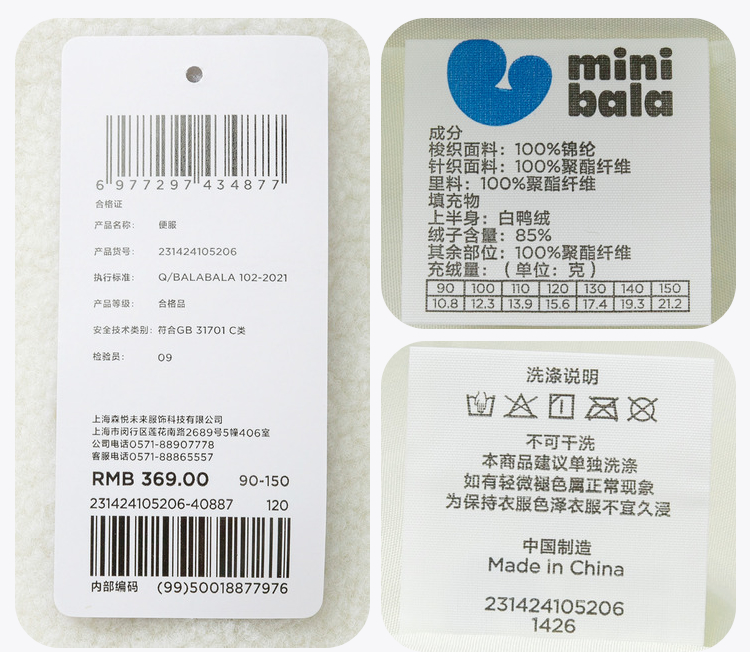 6 977297 434877
合格证
产品名称： 便服
产品货号： 231424105206
执行标准： Q/BALABALA 102-2021
产品等级： 合格品
安全技术类别：符合GB 31701 C类
检验员： 09
上海森悦未来服饰科技有限公司
上海市闵行区莲花南路2689号5幢406室
公司电话0571-88907778
客服电话0571-88865557
RMB 369.00 90-150
231424105206-40887 120
内部编码 (99)50018877976
mini
bala
成分
梭织面料：100%锦纶
针织面料：100%聚酯纤维
里料：100%聚酯纤维
填充物
上半身：白鸭绒
绒子含量：85%
其余部位：100%聚酯纤维
充绒量：（单位：克）
90 100 110 120 130 140 150
10.8 12.3 13.9 15.6 17.4 19.3 21.2
洗涤说明
不可干洗
本商品建议单独洗涤
如有轻微褪色属正常现象
为保持衣服色泽衣服不宜久浸
中国制造
Made in China
231424105206
1426